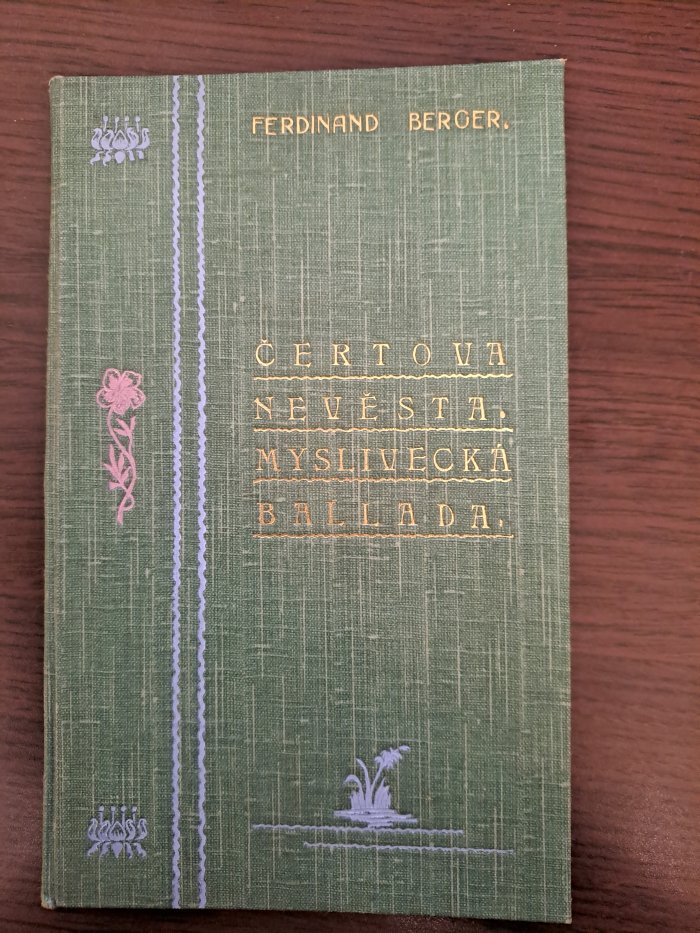 FERDINAND BERGER.
ČERTOVA
NEVĚSTA.
MYSLIVECKÁ
BALLADA.